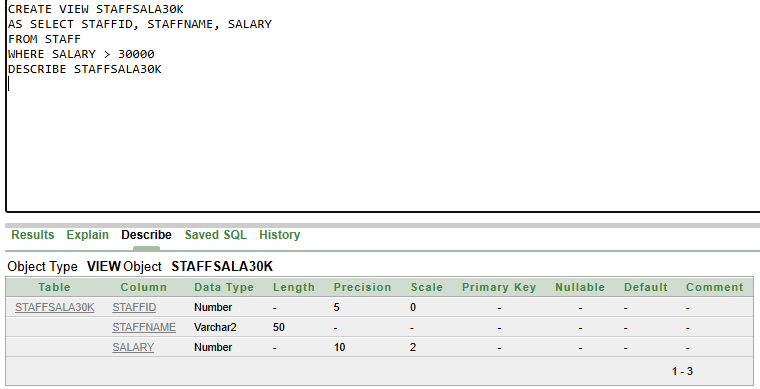 CREATE VIEW STAFFSALA30K
AS SELECT STAFFID, STAFFNAME, SALARY
FROM STAFF
WHERE SALARY > 30000
DESCRIBE STAFFSALA30K
Results Explain Describe Saved SQL History
Object Type VIEW Object STAFFSALA30K
Table Column Data Type Length Precision Scale Primary Key Nullable Default Comment
STAFFSALA30K STAFFID Number - 5 0 - - - -
STAFFNAME Varchar2 50 - - - - - -
SALARY Number - 10 2 - - - -
1 - 3